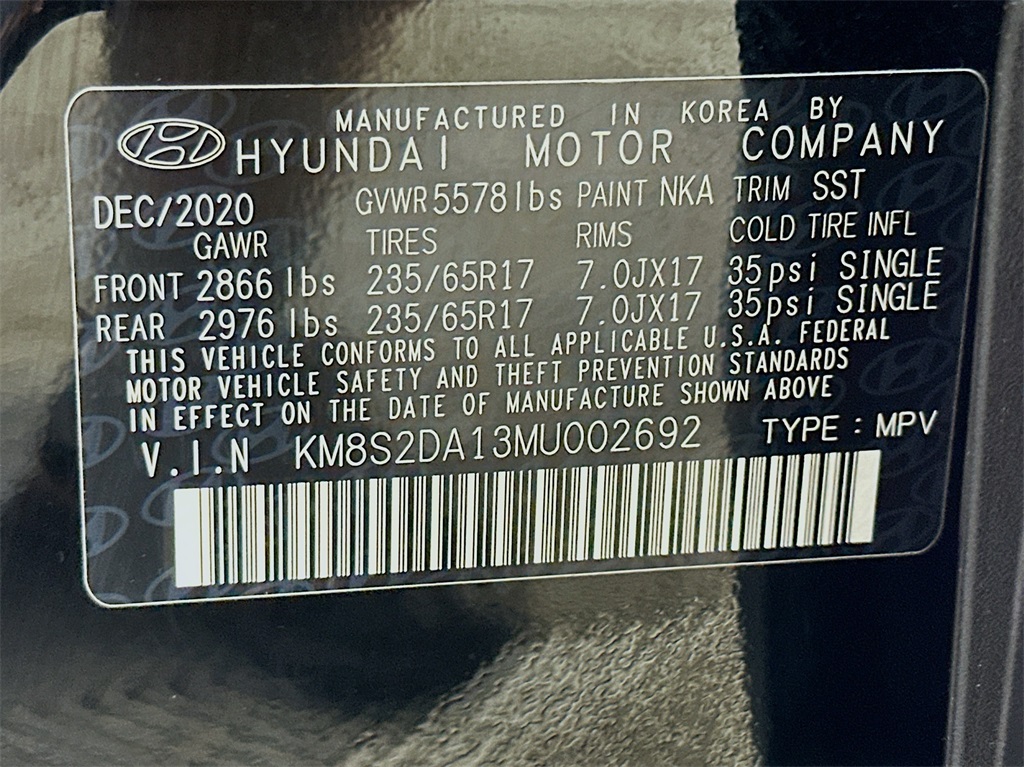 MANUFACTURED IN KOREA BY
HYUNDAI MOTOR COMPANY
DEC/2020 GVWR 5578lbs PAINT NKA TRIM SST
GAWR TIRES RIMS COLD TIRE INFL
FRONT 2866 lbs 235/65R17 7.0JX17 35psi SINGLE
REAR 2976 lbs 235/65R17 7.0JX17 35psi SINGLE
THIS VEHICLE CONFORMS TO ALL APPLICABLE U.S.A. FEDERAL
MOTOR VEHICLE SAFETY AND THEFT PREVENTION STANDARDS
IN EFFECT ON THE DATE OF MANUFACTURE SHOWN ABOVE
V.I.N KM8S2DA13MU002692 TYPE : MPV